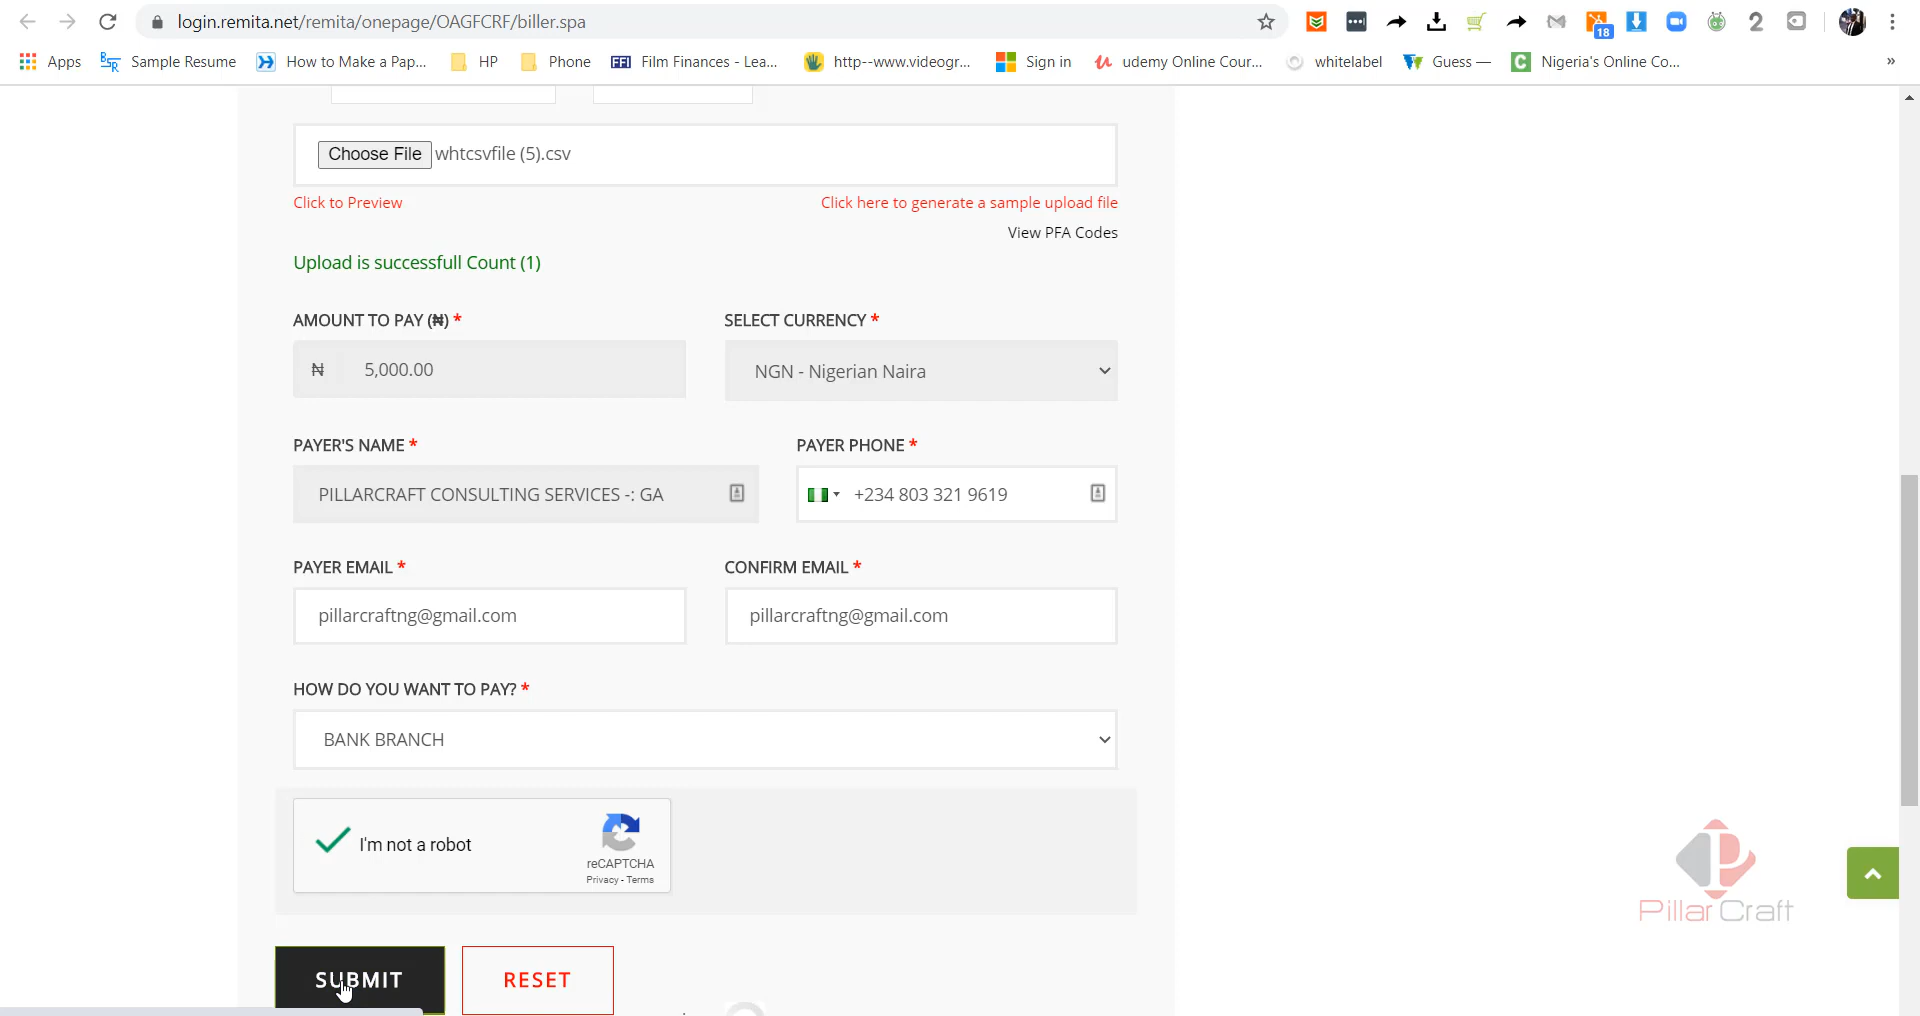 login.remita.net/remita/onepage/OAGFCRF/biller.spa
18
2
Apps
Sample Resume
How to Make a Pap...
HP
Phone
FFI
Film Finances - Lea...
http--www.videogr...
Sign in
udemy Online Cour...
whitelabel
Guess —
C
Nigeria's Online Co...
»
Choose File whtcsvfile (5).csv
Click to Preview
Click here to generate a sample upload file
View PFA Codes
Upload is successfull Count (1)
AMOUNT TO PAY (₦) *
SELECT CURRENCY *
₦ 5,000.00
NGN - Nigerian Naira
PAYER'S NAME *
PAYER PHONE *
PILLARCRAFT CONSULTING SERVICES -: GA
+234 803 321 9619
PAYER EMAIL *
CONFIRM EMAIL *
pillarcraftng@gmail.com
pillarcraftng@gmail.com
HOW DO YOU WANT TO PAY? *
BANK BRANCH
I'm not a robot
reCAPTCHA
Privacy - Terms
PillarCraft
SUBMIT
RESET